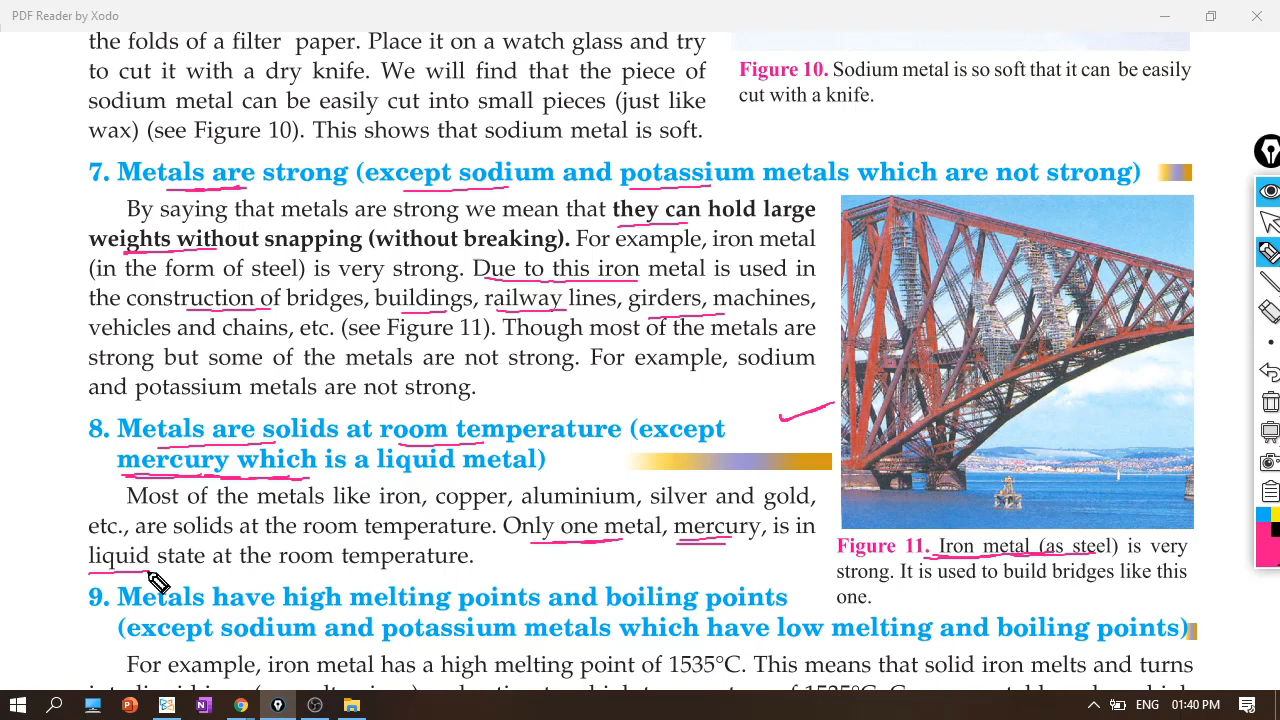 PDF Reader by Xodo
the folds of a filter paper. Place it on a watch glass and try
to cut it with a dry knife. We will find that the piece of
sodium metal can be easily cut into small pieces (just like
wax) (see Figure 10). This shows that sodium metal is soft.
Figure 10. Sodium metal is so soft that it can be easily
cut with a knife.
7. Metals are strong (except sodium and potassium metals which are not strong)
By saying that metals are strong we mean that they can hold large
weights without snapping (without breaking). For example, iron metal
(in the form of steel) is very strong. Due to this iron metal is used in
the construction of bridges, buildings, railway lines, girders, machines,
vehicles and chains, etc. (see Figure 11). Though most of the metals are
strong but some of the metals are not strong. For example, sodium
and potassium metals are not strong.
8. Metals are solids at room temperature (except
mercury which is a liquid metal)
Most of the metals like iron, copper, aluminium, silver and gold,
etc., are solids at the room temperature. Only one metal, mercury, is in
liquid state at the room temperature.
Figure 11. Iron metal (as steel) is very
strong. It is used to build bridges like this
one.
9. Metals have high melting points and boiling points
(except sodium and potassium metals which have low melting and boiling points)
For example, iron metal has a high melting point of 1535°C. This means that solid iron melts and turns
ENG 01:40 PM